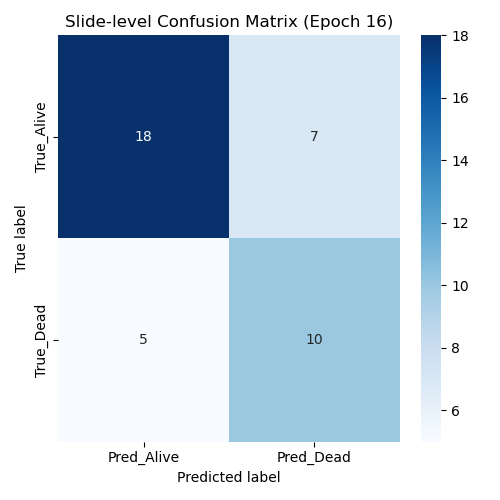 Slide-level Confusion Matrix (Epoch 16)
True label
True_Alive
18
7
True_Dead
5
10
Pred_Alive
Pred_Dead
Predicted label
18
16
14
12
10
8
6